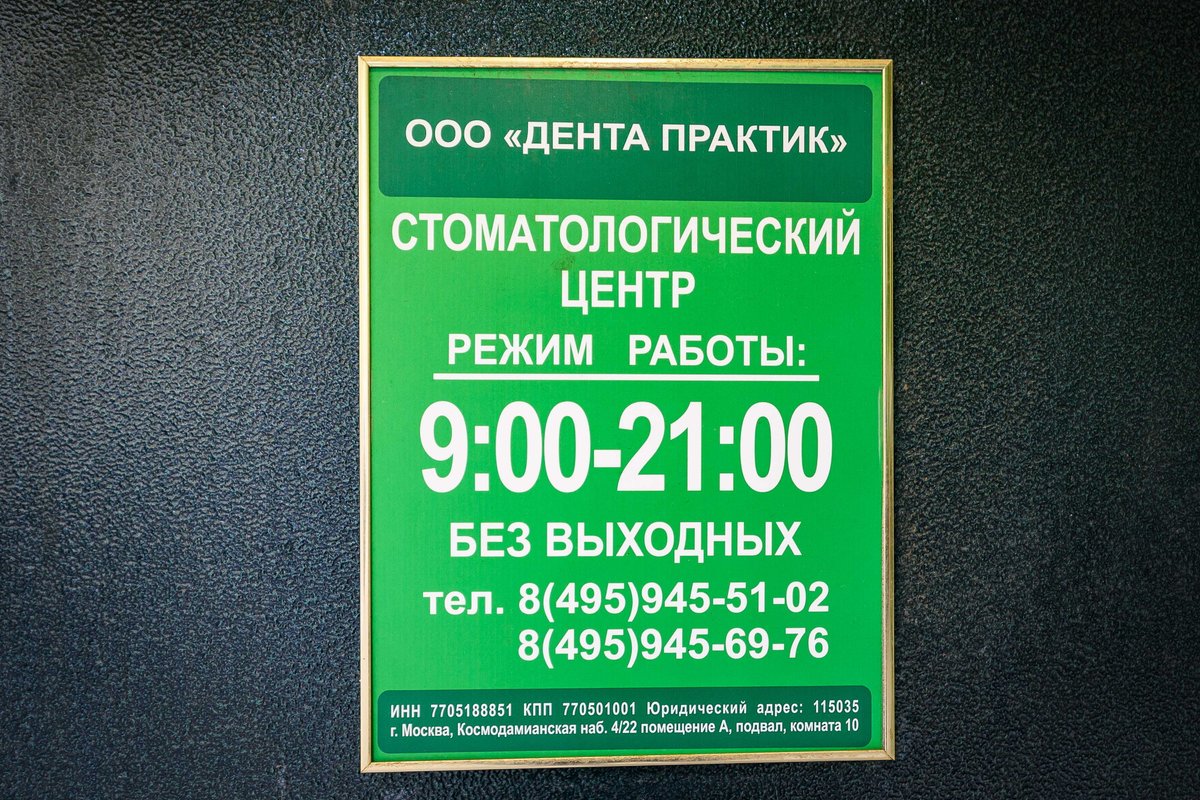 ООО «ДЕНТА ПРАКТИК»
СТОМАТОЛОГИЧЕСКИЙ
ЦЕНТР
РЕЖИМ РАБОТЫ:
9:00-21:00
БЕЗ ВЫХОДНЫХ
тел. 8(495)945-51-02
8(495)945-69-76
ИНН 7705188851 КПП 770501001 Юридический адрес: 115035
г. Москва, Космодамианская наб. 4/22 помещение А, подвал, комната 10